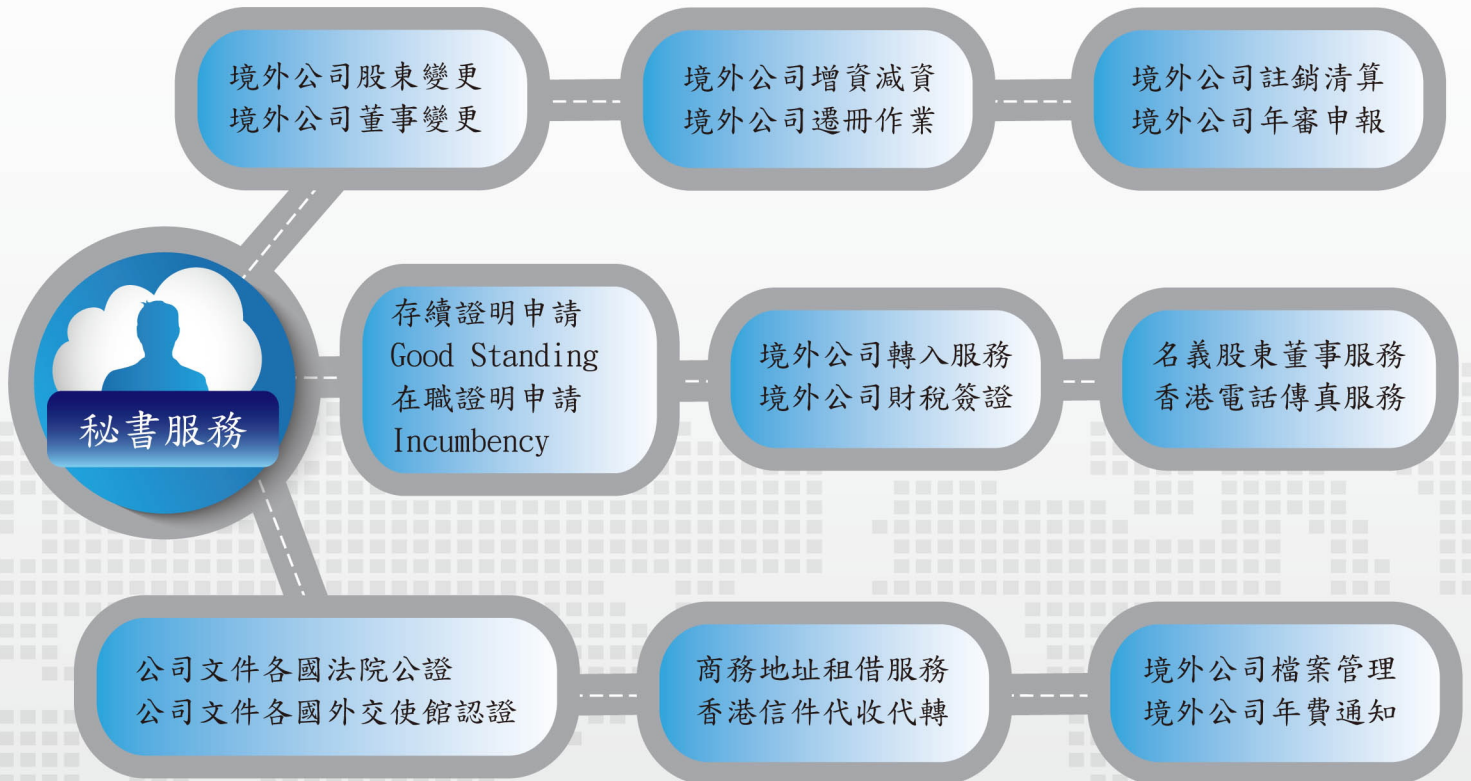 境外公司股東變更
境外公司董事變更
境外公司增資減資
境外公司遷冊作業
境外公司註銷清算
境外公司年審申報
秘書服務
存續證明申請
Good Standing
在職證明申請
Incumbency
境外公司轉入服務
境外公司財稅簽證
名義股東董事服務
香港電話傳真服務
公司文件各國法院公證
公司文件各國外交使館認證
商務地址租借服務
香港信件代收代轉
境外公司檔案管理
境外公司年費通知